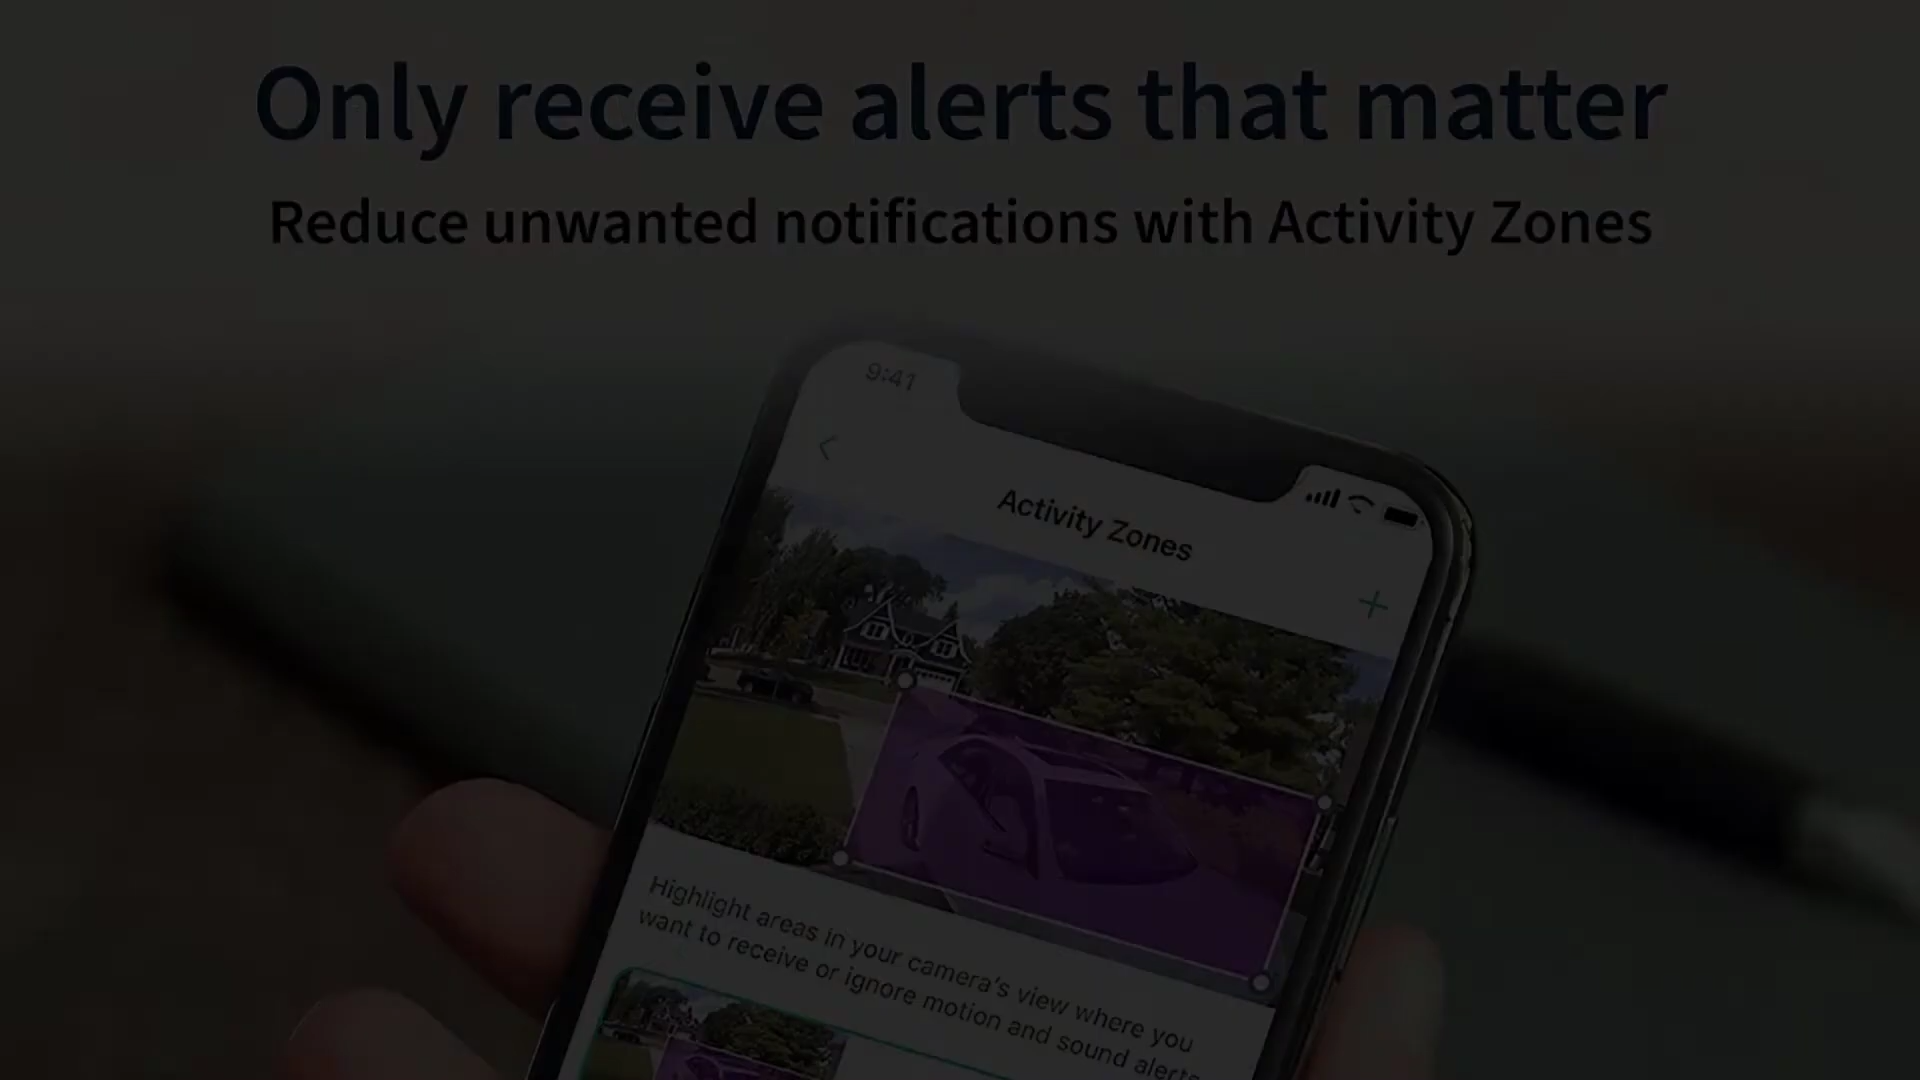 Only receive alerts that matter
Reduce unwanted notifications with Activity Zones
9:41
Activity Zones
Highlight areas in your camera's view where you
want to receive or ignore motion and sound alerts